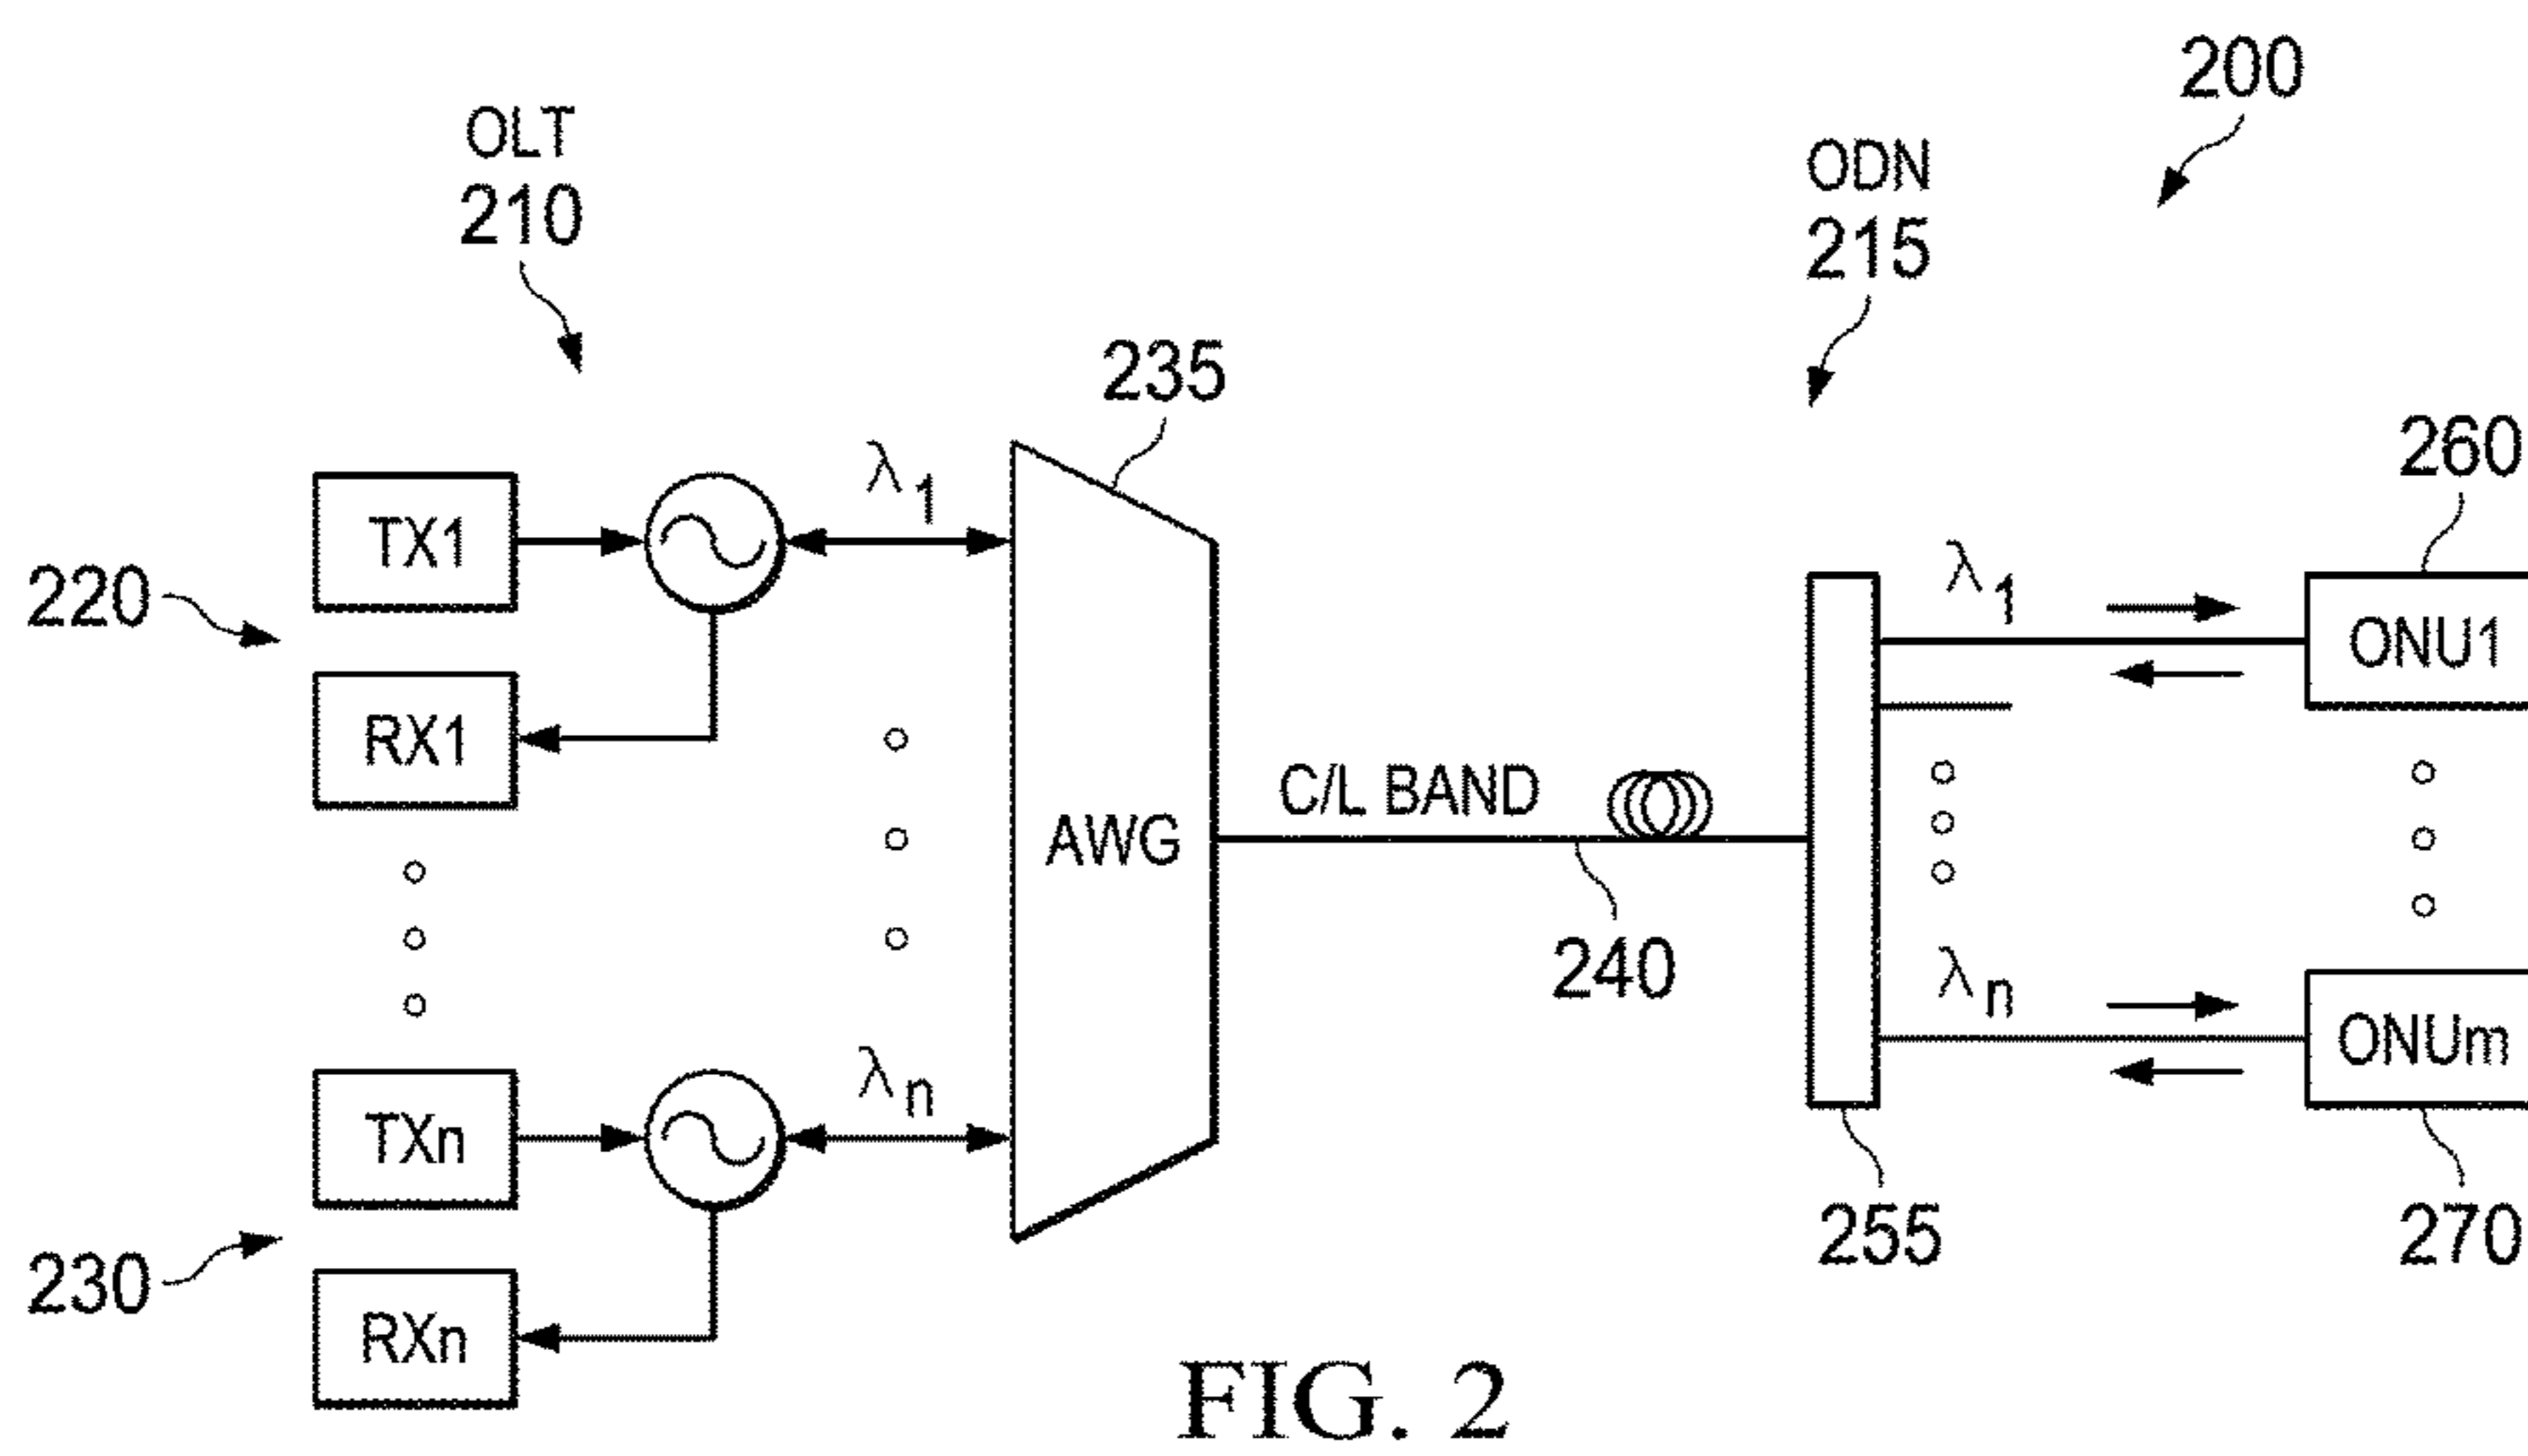 200
OLT
210
ODN
215
235
260
λ1
TX1
220
λ1
ONU1
RX1
C/L BAND
AWG
240
λn
λn
ONUm
TXn
255
270
230
RXn
FIG. 2